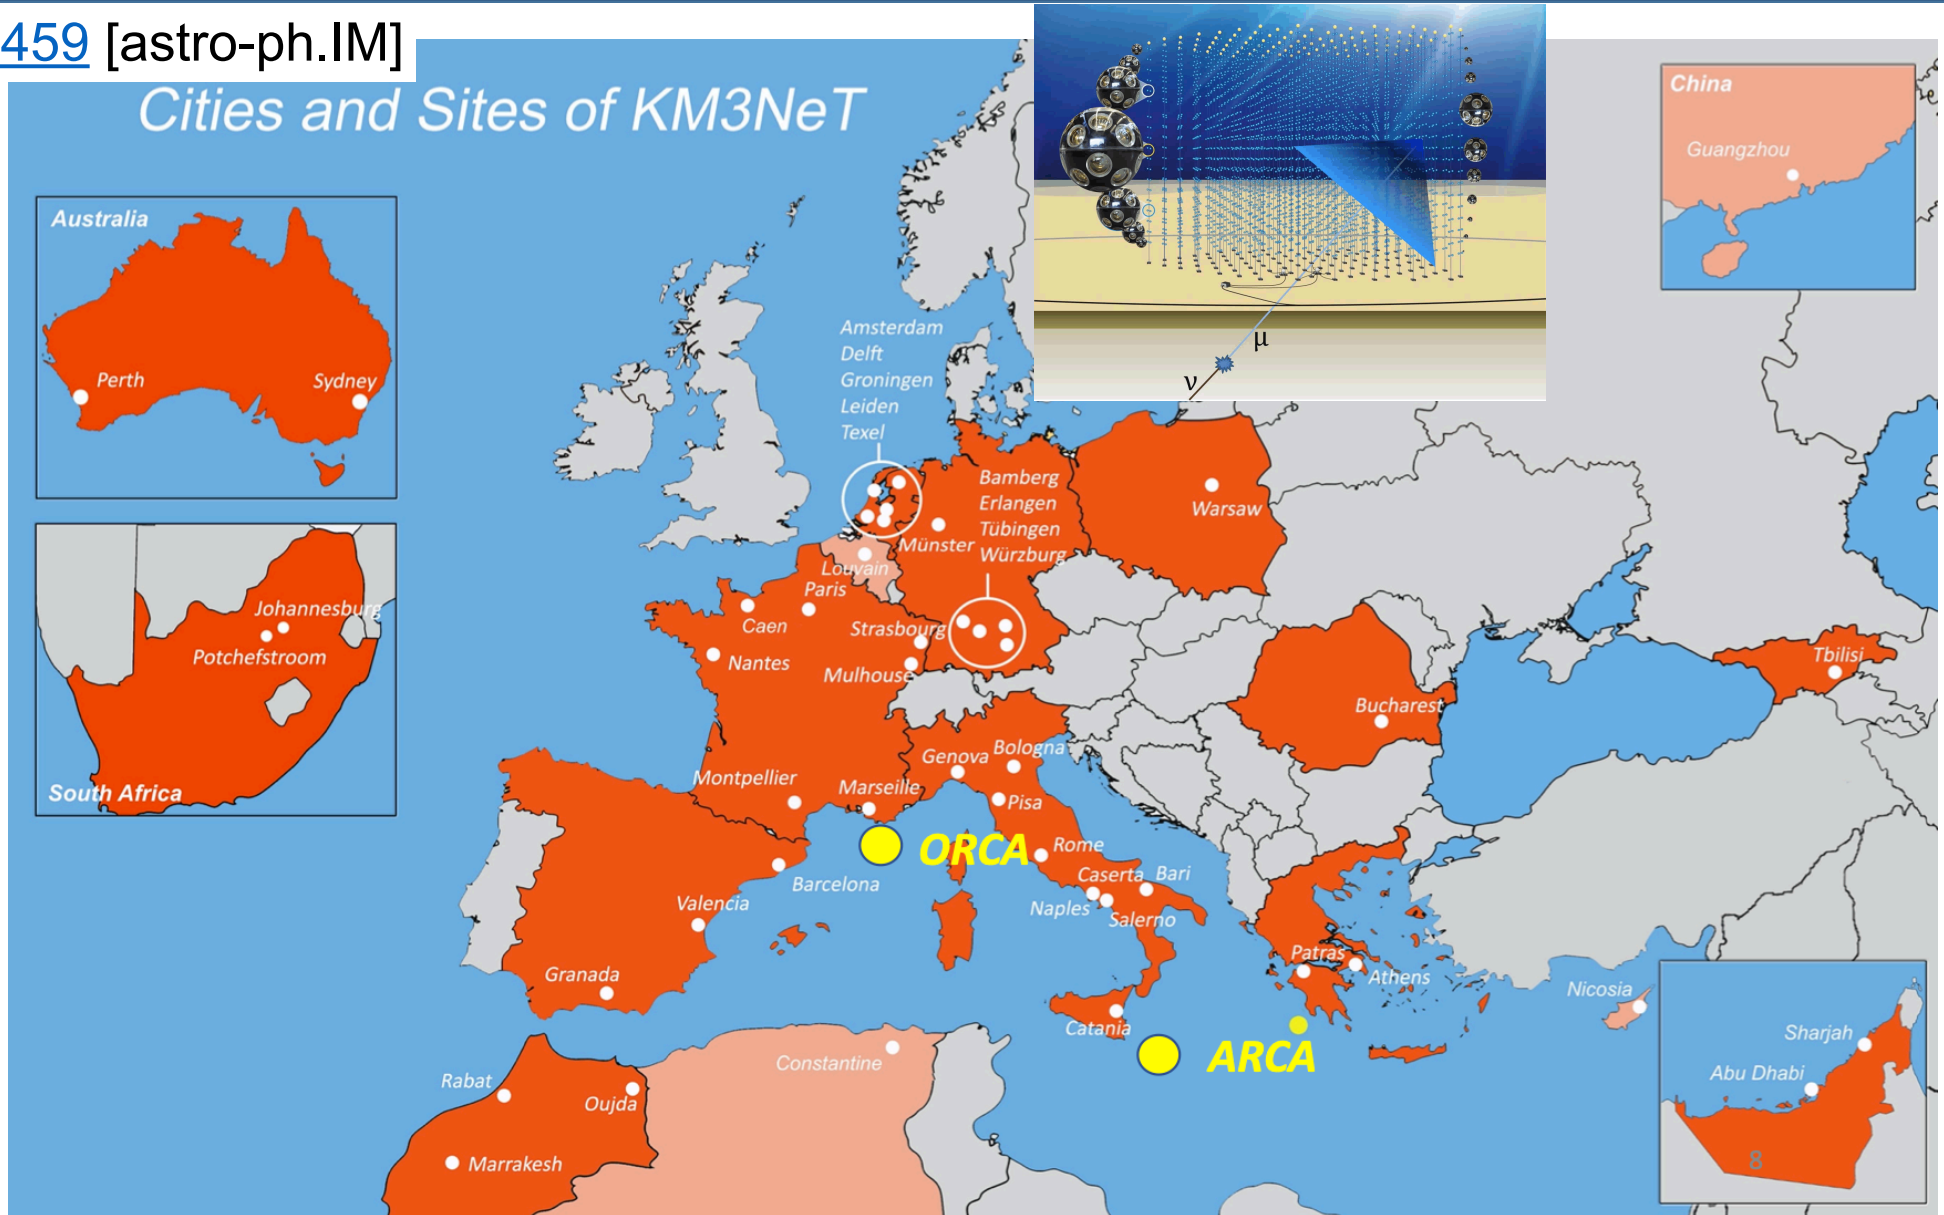 459 [astro-ph.IM]
Cities and Sites of KM3NeT
Australia
Perth
Sydney
Johannesburg
Potchefstroom
South Africa
μ
ν
China
Guangzhou
Amsterdam
Delft
Groningen
Leiden
Texel
Bamberg
Erlangen
Tübingen
Würzburg
Warsaw
Münster
Louvain
Paris
Caen
Strasbourg
Nantes
Mulhouse
Tbilisi
Bucharest
Genova
Bologna
Montpellier
Marseille
Pisa
ORCA
Rome
Barcelona
Caserta
Bari
Valencia
Naples
Salerno
Granada
Patras
Athens
Nicosia
Catania
ARCA
Constantine
Rabat
Oujda
Marrakesh
Sharjah
Abu Dhabi
8